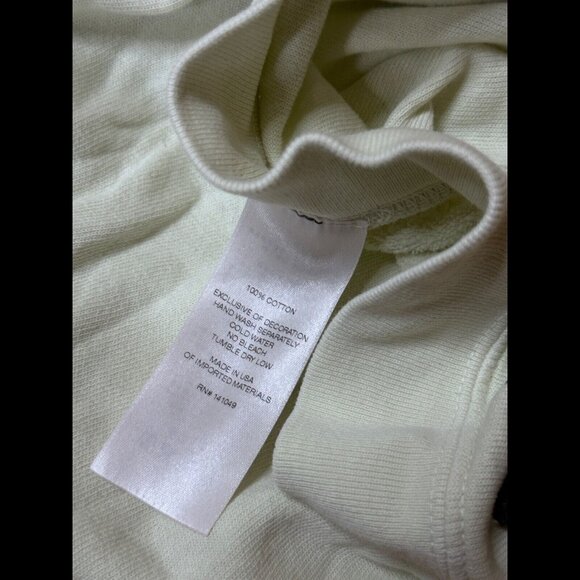 100% COTTON
EXCLUSIVE OF DECORATION
HAND WASH SEPARATELY
COLD WATER
NO BLEACH
TUMBLE DRY LOW
MADE IN USA
OF IMPORTED MATERIALS
RN# 141049